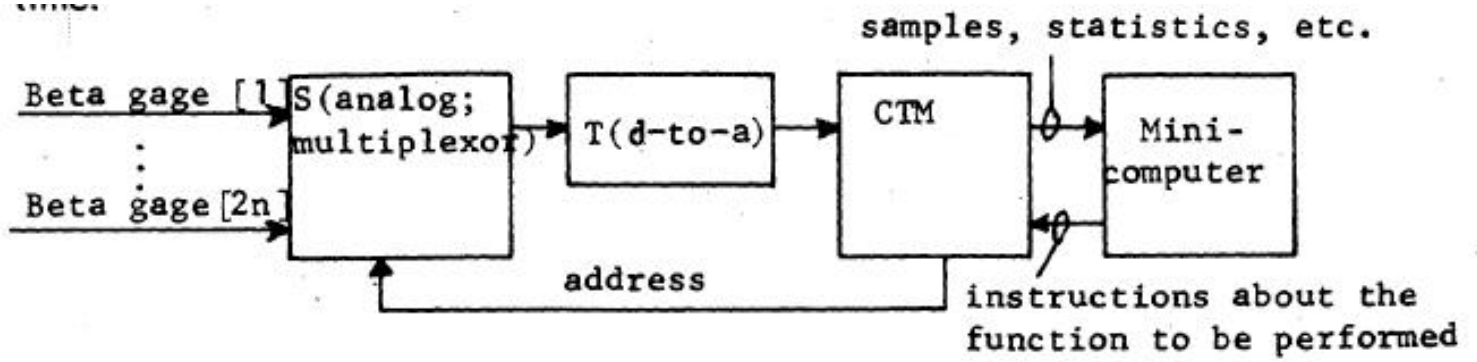 samples, statistics, etc.
Beta gage [1]
S(analog;
multiplexor)
T(d-to-a)
CTM
Mini-
computer
Beta gage[2n]
address
instructions about the
function to be performed